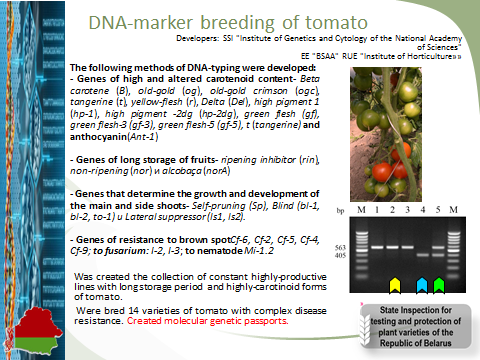 DNA-marker breeding of tomato
Developers: SSI "Institute of Genetics and Cytology of the National Academy
of Sciences"
EE "BSAA" RUE "Institute of Horticulture»»
The following methods of DNA-typing were developed:
- Genes of high and altered carotenoid content- Beta
carotene (B), old-gold (og), old-gold crimson (ogc),
tangerine (t), yellow-flesh (r), Delta (Del), high pigment 1
(hp-1), high pigment -2dg (hp-2dg), green flesh (gf),
green flesh-3 (gf-3), green flesh-5 (gf-5), t (tangerine) and
anthocyanin(Ant-1)
- Genes of long storage of fruits- ripening inhibitor (rin),
non-ripening (nor) и alcobaça (norA)
- Genes that determine the growth and development of
the main and side shoots- Self-pruning (Sp), Blind (bl-1,
bl-2, to-1) и Lateral suppressor (ls1, ls2).
- Genes of resistance to brown spotCf-6, Cf-2, Cf-5, Cf-4,
Cf-9; to fusarium: I-2, I-3; to nematode Mi-1.2
Was created the collection of constant highly-productive
lines with long storage period and highly-carotinoid forms
of tomato.
Were bred 14 varieties of tomato with complex disease
resistance. Created molecular genetic passports.
bp M 1 2 3 4 5 M
563
405
State Inspection for
testing and protection of
plant varieties of the
Republic of Belarus